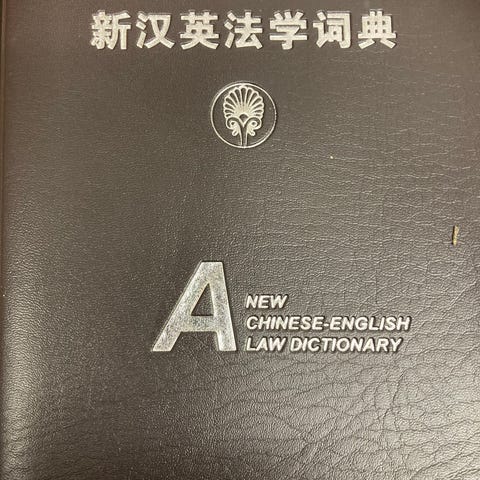 新汉英法学词典
A NEW
CHINESE-ENGLISH
LAW DICTIONARY